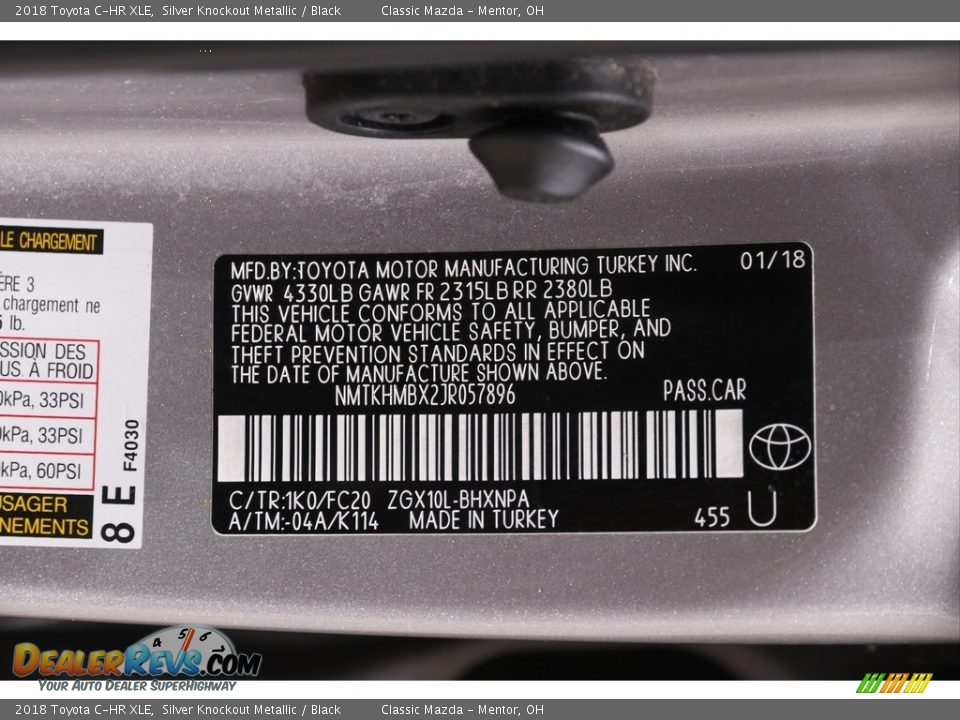 2018 Toyota C-HR XLE, Silver Knockout Metallic / Black Classic Mazda - Mentor, OH
LE CHARGEMENT
ÈRE 3
chargement ne
lb.
SSION DES
US À FROID
kPa, 33PSI
kPa, 33PSI
kPa, 60PSI
USAGER
NEMENTS
F4030
8 E
MFD.BY:TOYOTA MOTOR MANUFACTURING TURKEY INC. 01/18
GVWR 4330LB GAWR FR 2315LB RR 2380LB
THIS VEHICLE CONFORMS TO ALL APPLICABLE
FEDERAL MOTOR VEHICLE SAFETY, BUMPER, AND
THEFT PREVENTION STANDARDS IN EFFECT ON
THE DATE OF MANUFACTURE SHOWN ABOVE.
NMTKHMBX2JR057896 PASS.CAR
C/TR:1K0/FC20 ZGX10L-BHXNPA
A/TM:-04A/K114 MADE IN TURKEY 455 U
4 5 6
DealerRevs.com
Your Auto Dealer SuperHighway
2018 Toyota C-HR XLE, Silver Knockout Metallic / Black Classic Mazda - Mentor, OH